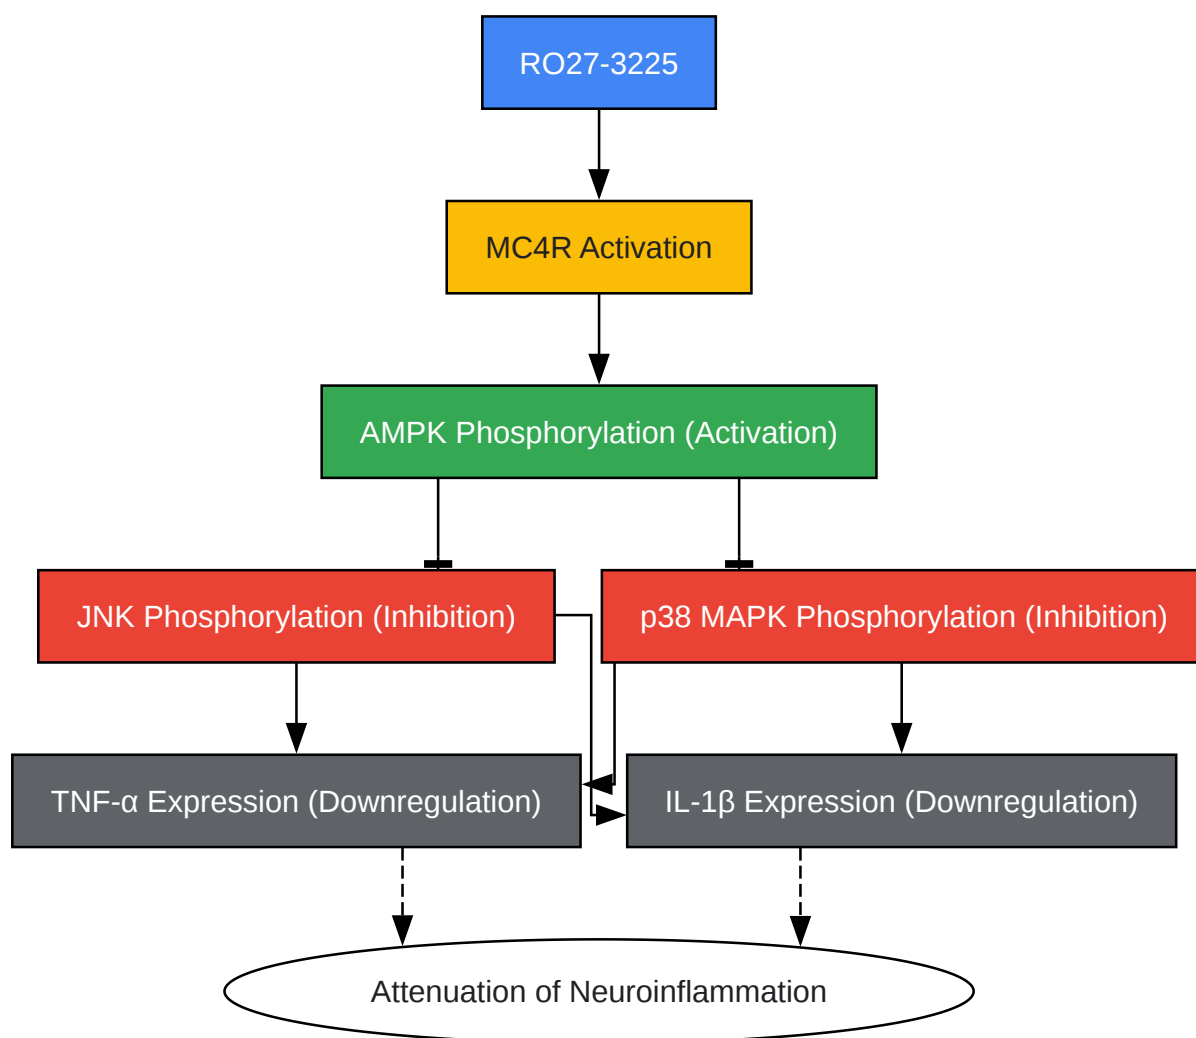 RO27-3225
MC4R Activation
AMPK Phosphorylation (Activation)
JNK Phosphorylation (Inhibition)
p38 MAPK Phosphorylation (Inhibition)
TNF-α Expression (Downregulation)
IL-1β Expression (Downregulation)
Attenuation of Neuroinflammation